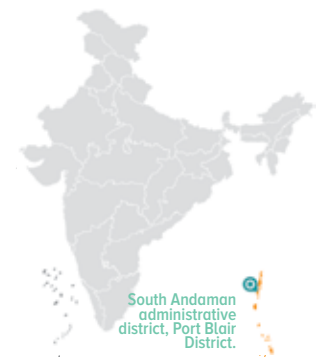 South Andaman
administrative
district, Port Blair
District.